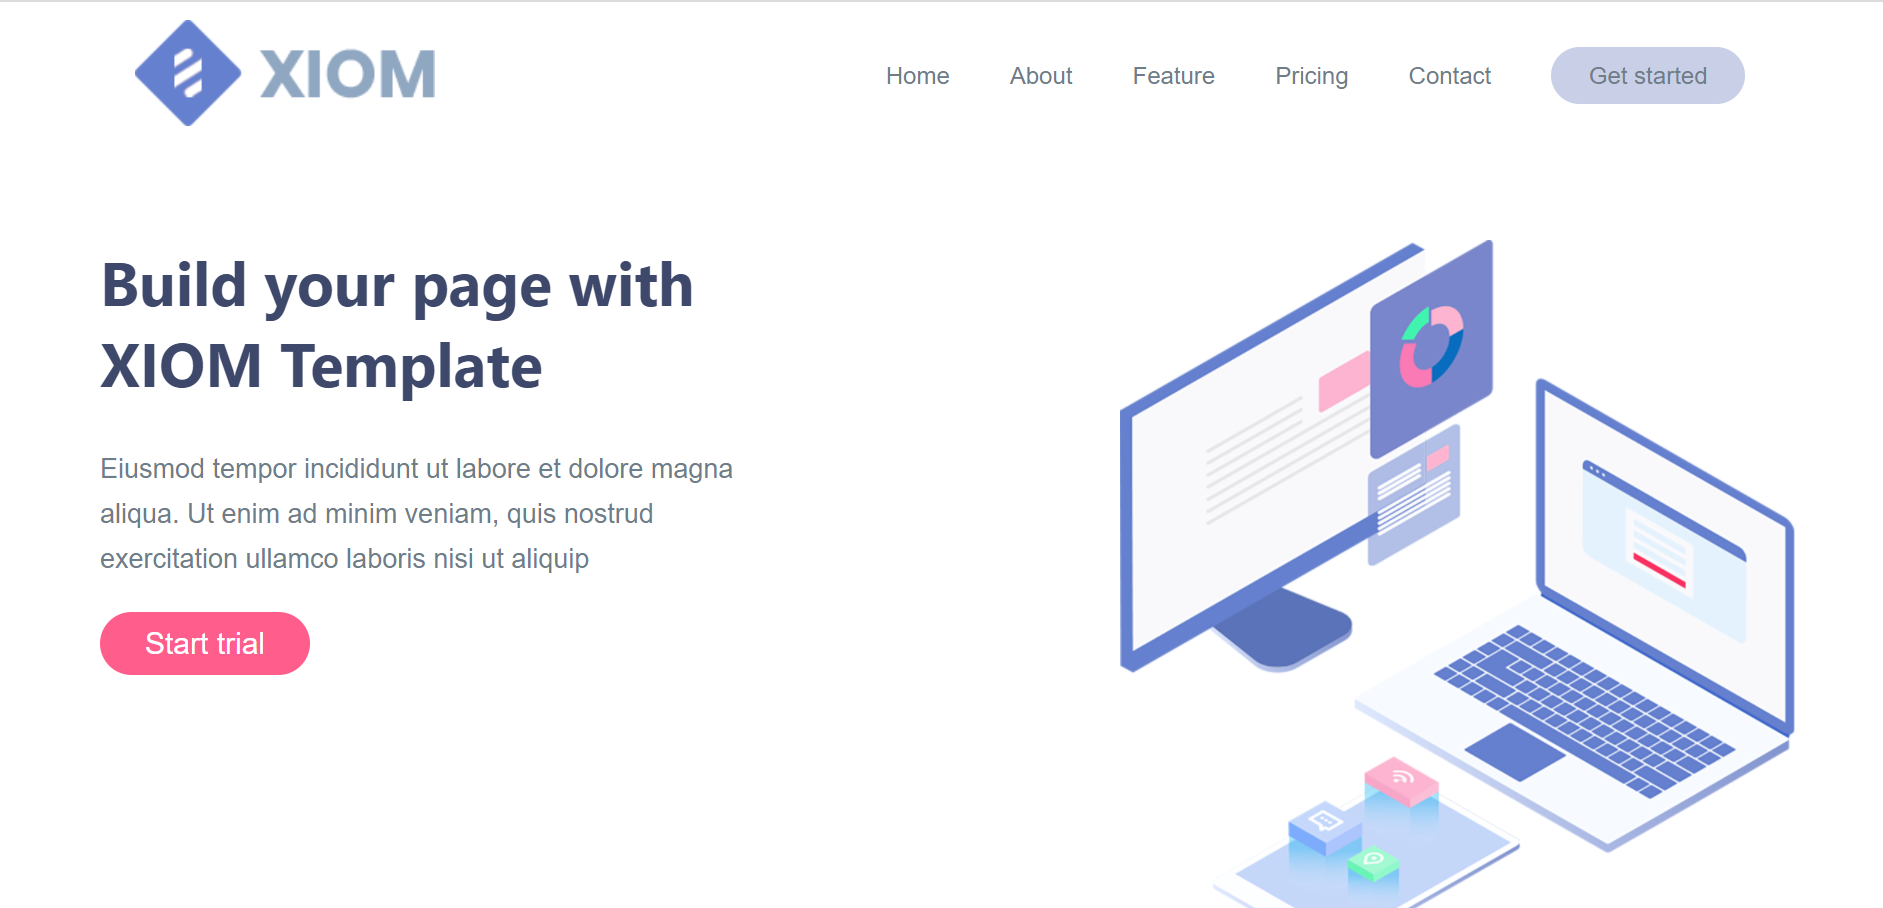 XIOM
Home About Feature Pricing Contact Get started
Build your page with
XIOM Template
Eiusmod tempor incididunt ut labore et dolore magna
aliqua. Ut enim ad minim veniam, quis nostrud
exercitation ullamco laboris nisi ut aliquip
Start trial